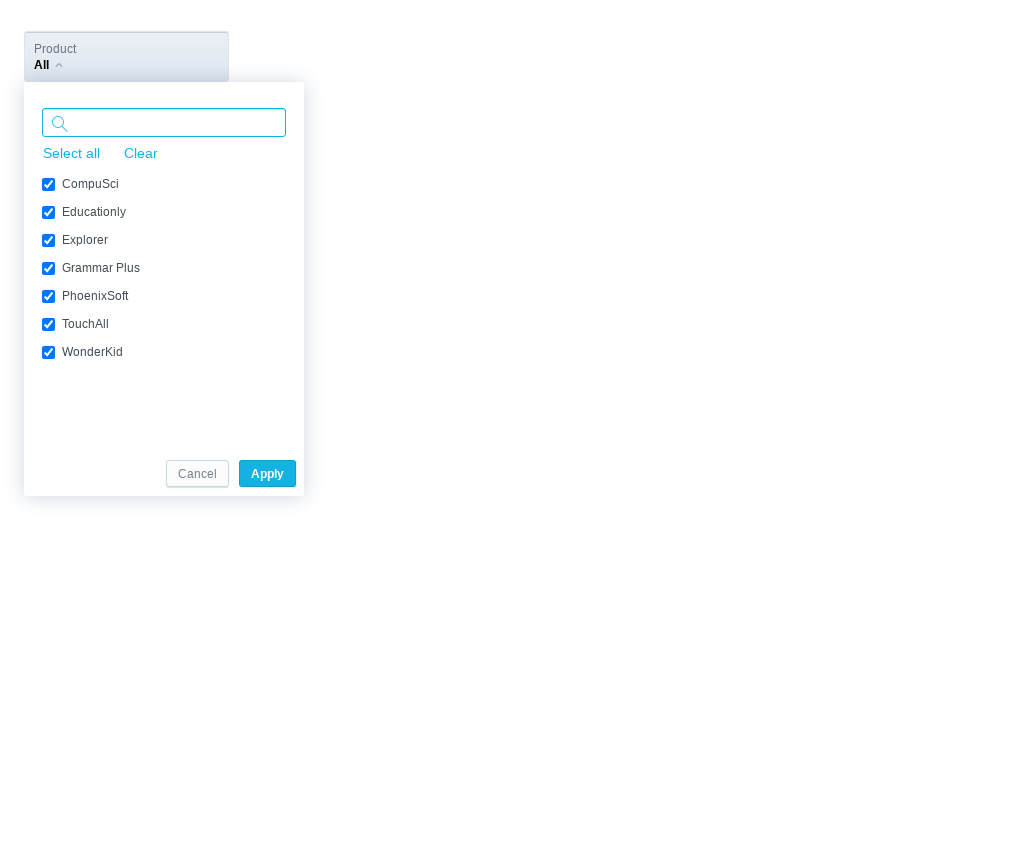 Product
All
Select all Clear
CompuSci
Educationly
Explorer
Grammar Plus
PhoenixSoft
TouchAll
WonderKid
Cancel Apply